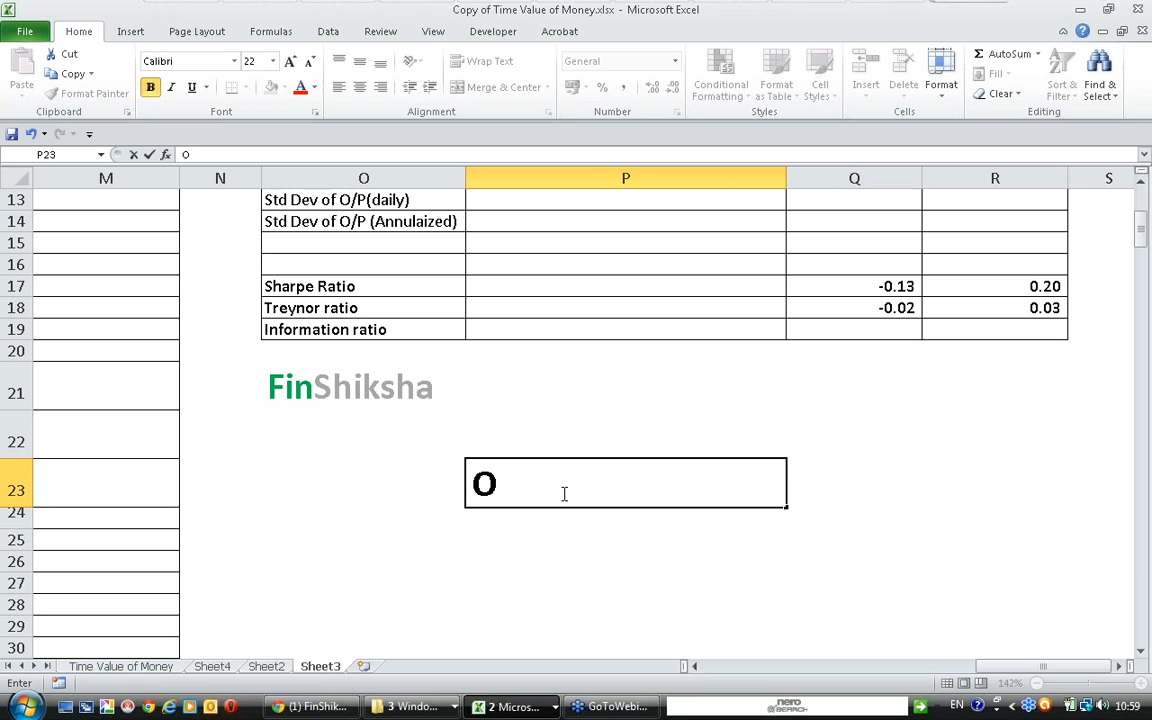 Copy of Time Value of Money.xlsx - Microsoft Excel
File Home Insert Page Layout Formulas Data Review View Developer Acrobat
Paste Cut Copy Format Painter Clipboard
Calibri 22 B I U A Font
Wrap Text Merge & Center Alignment
General % , Number
Conditional Formatting Format as Table Cell Styles Styles
Insert Delete Format Cells
Σ AutoSum Fill Clear Sort & Filter Find & Select Editing
P23 fx O
M N O P Q R S
13 Std Dev of O/P(daily)
14 Std Dev of O/P (Annulaized)
15
16
17 Sharpe Ratio -0.13 0.20
18 Treynor ratio -0.02 0.03
19 Information ratio
20
21 FinShiksha
22
23 O
24
25
26
27
28
29
30
Time Value of Money Sheet4 Sheet2 Sheet3
Enter 142%
(1) FinShik... 3 Windo... 2 Micros... GoToWebi... nero SEARCH EN 10:59